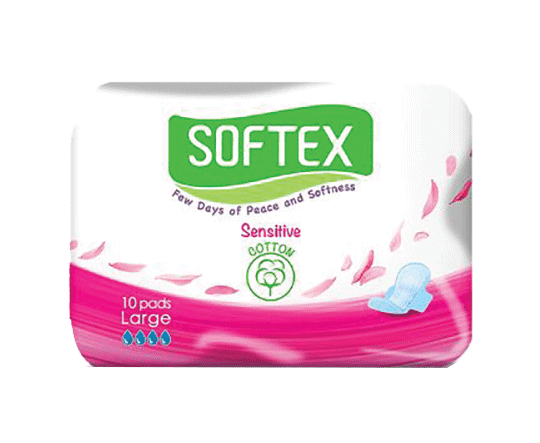 SOFTEX
Few Days of Peace and Softness
Sensitive
COTTON
10 pads
Large